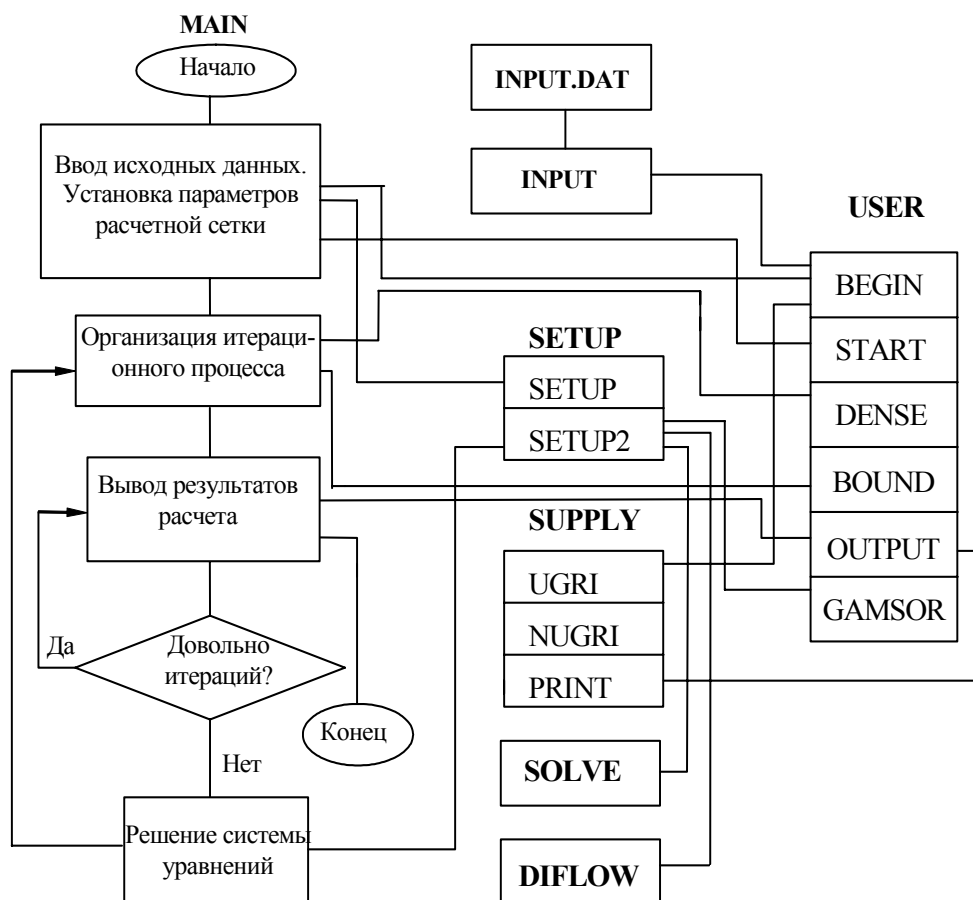 MAIN
Начало
Ввод исходных данных.
Установка параметров
расчетной сетки
Организация итераци-
онного процесса
Вывод результатов
расчета
Да
Довольно
итераций?
Конец
Нет
Решение системы
уравнений
INPUT.DAT
INPUT
SETUP
SETUP
SETUP2
SUPPLY
UGRI
NUGRI
PRINT
SOLVE
DIFLOW
USER
BEGIN
START
DENSE
BOUND
OUTPUT
GAMSOR